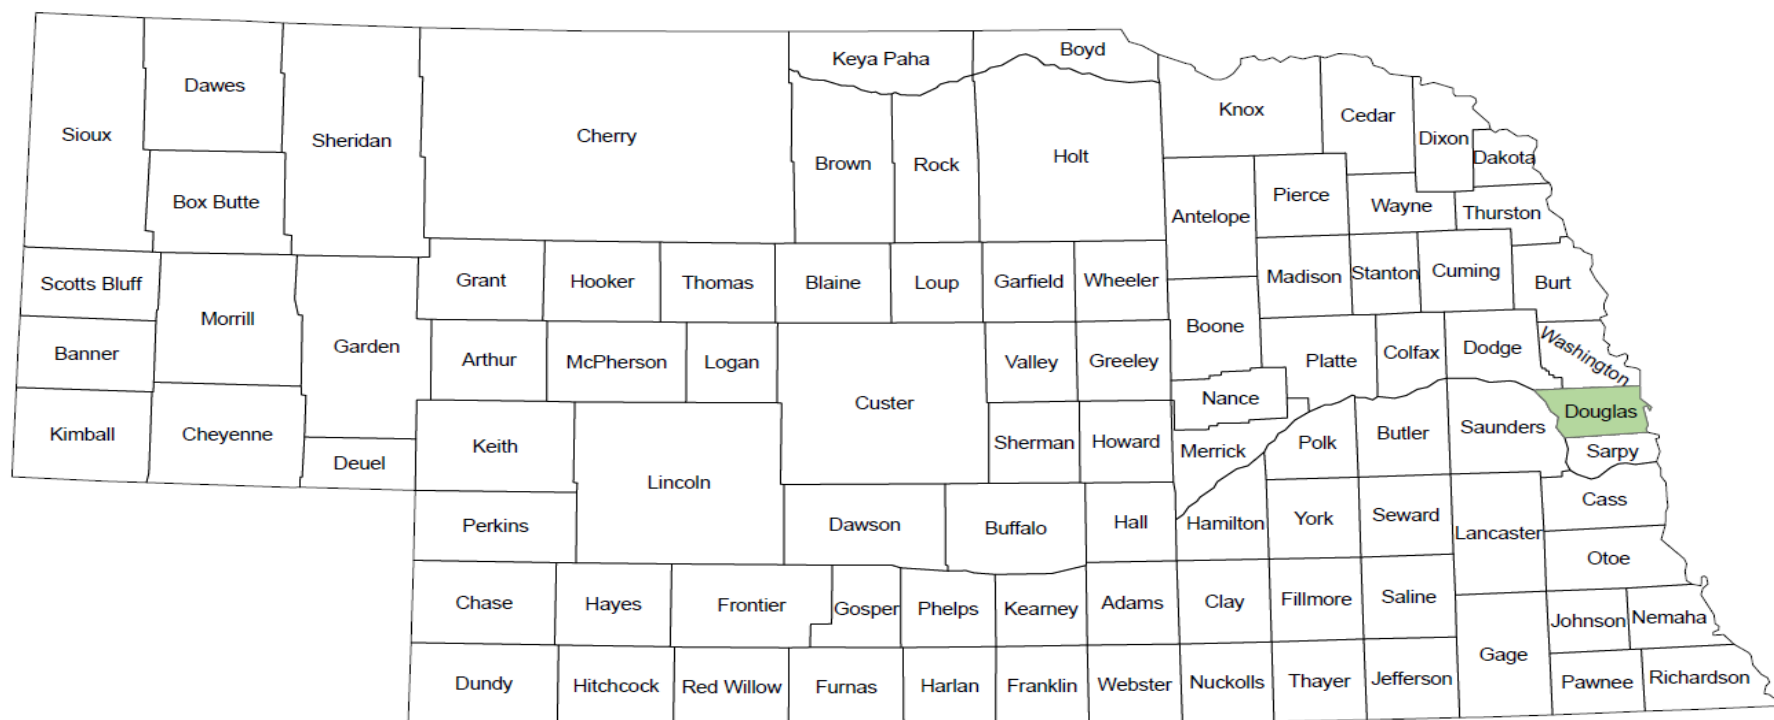 Keya Paha
Boyd
Dawes
Knox
Cedar
Sioux
Sheridan
Cherry
Dixon
Brown
Rock
Holt
Dakota
Box Butte
Pierce
Wayne
Antelope
Thurston
Scotts Bluff
Grant
Hooker
Thomas
Blaine
Loup
Garfield
Wheeler
Madison
Stanton
Cuming
Burt
Morrill
Boone
Banner
Garden
Arthur
McPherson
Logan
Valley
Greeley
Platte
Colfax
Dodge
Washington
Custer
Nance
Douglas
Kimball
Cheyenne
Keith
Sherman
Howard
Merrick
Polk
Butler
Saunders
Sarpy
Deuel
Lincoln
Perkins
Dawson
Buffalo
Hall
Hamilton
York
Seward
Lancaster
Cass
Otoe
Chase
Hayes
Frontier
Gosper
Phelps
Kearney
Adams
Clay
Fillmore
Saline
Johnson
Nemaha
Gage
Dundy
Hitchcock
Red Willow
Furnas
Harlan
Franklin
Webster
Nuckolls
Thayer
Jefferson
Pawnee
Richardson